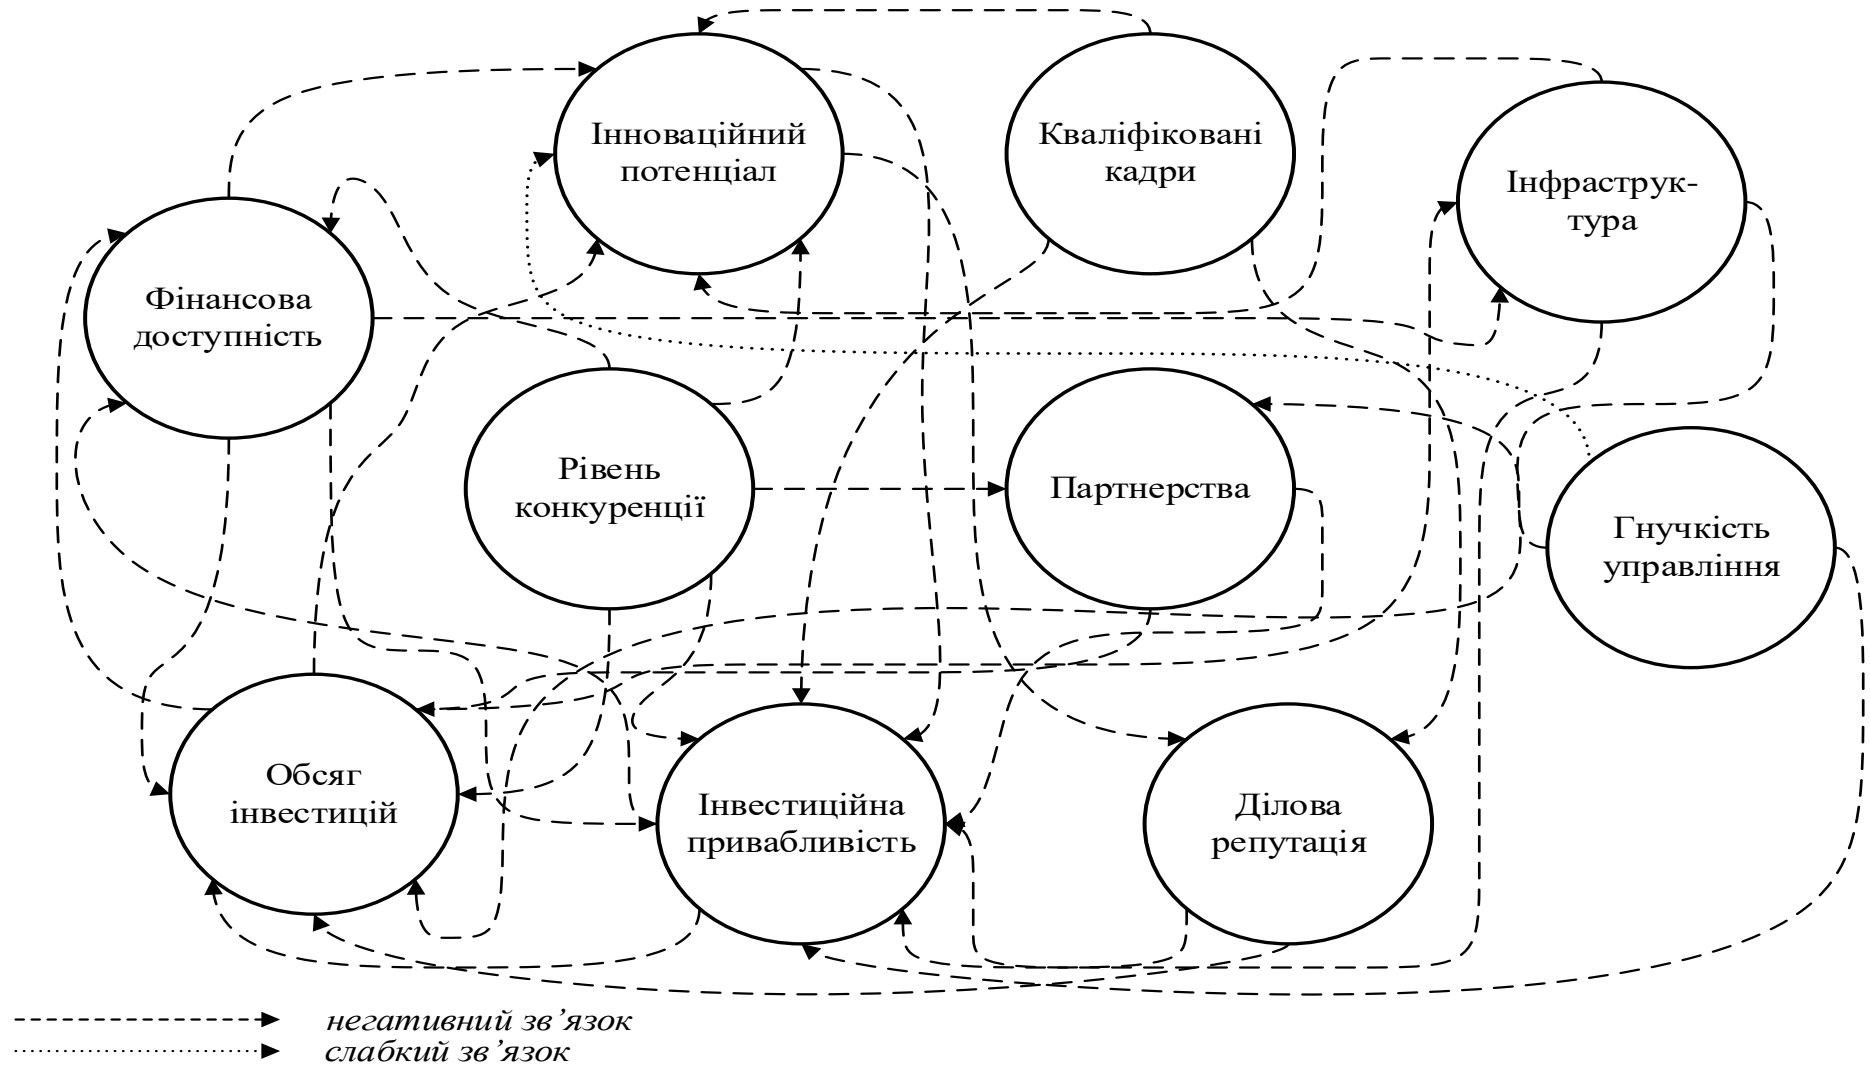 Інноваційний
потенціал
Кваліфіковані
кадри
Інфраструк-
тура
Фінансова
доступність
Рівень
конкуренції
Партнерства
Гнучкість
управління
Обсяг
інвестицій
Інвестиційна
привабливість
Ділова
репутація
негативний зв’язок
слабкий зв’язок